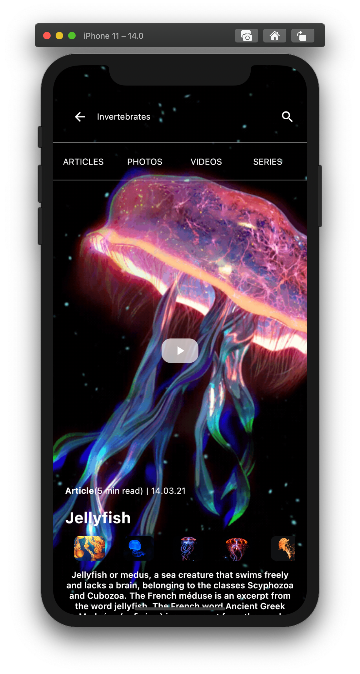 iPhone 11 – 14.0
Invertebrates
ARTICLES PHOTOS VIDEOS SERIES
Article(5 min read) | 14.03.21
Jellyfish
Jellyfish or medus, a sea creature that swims freely
and lacks a brain, belonging to the classes Scyphozoa
and Cubozoa. The French méduse is an excerpt from
the word jellyfish. The French word Ancient Greek